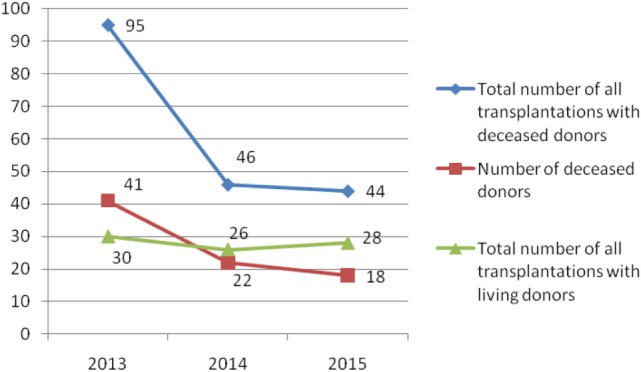 100
90
80
70
60
50
40
30
20
10
0
95
46
44
41
22
18
30
26
28
2013
2014
2015
Total number of all
transplantations with
deceased donors
Number of deceased
donors
Total number of all
transplantations with
living donors